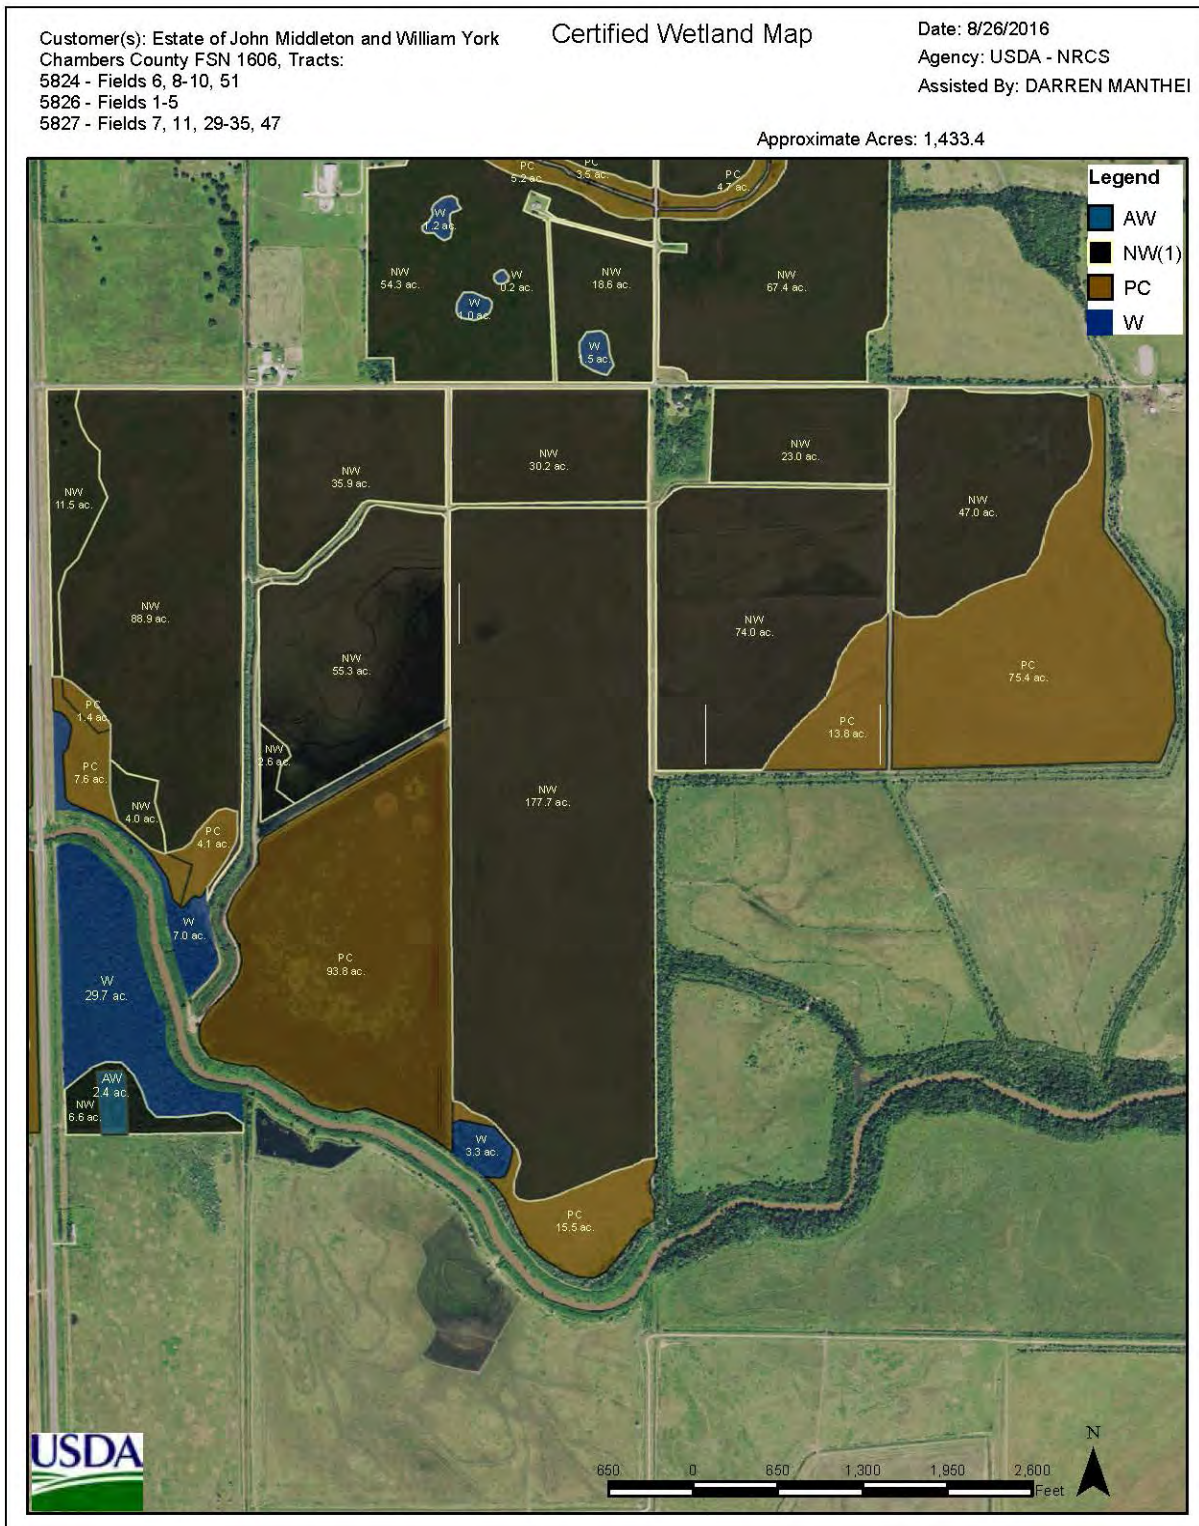 Customer(s): Estate of John Middleton and William York
Chambers County FSN 1606, Tracts:
5824 - Fields 6, 8-10, 51
5826 - Fields 1-5
5827 - Fields 7, 11, 29-35, 47
Certified Wetland Map
Date: 8/26/2016
Agency: USDA - NRCS
Assisted By: DARREN MANTHEI
Approximate Acres: 1,433.4
Legend
AW
NW(1)
PC
W
PC
5.2 ac.
PC
3.5 ac.
PC
4.7 ac.
W
1.2 ac.
NW
54.3 ac.
W
0.2 ac.
W
1.0 ac.
NW
18.6 ac.
W
.5 ac.
NW
67.4 ac.
NW
11.5 ac.
NW
35.9 ac.
NW
30.2 ac.
NW
23.0 ac.
NW
47.0 ac.
NW
88.9 ac.
NW
55.3 ac.
NW
74.0 ac.
PC
75.4 ac.
PC
1.4 ac.
PC
13.8 ac.
NW
2.6 ac.
PC
7.6 ac.
NW
4.0 ac.
NW
177.7 ac.
PC
4.1 ac.
W
7.0 ac.
PC
93.8 ac.
W
29.7 ac.
AW
2.4 ac.
NW
6.6 ac.
W
3.3 ac.
PC
15.5 ac.
USDA
N
650 0 650 1,300 1,950 2,600
Feet